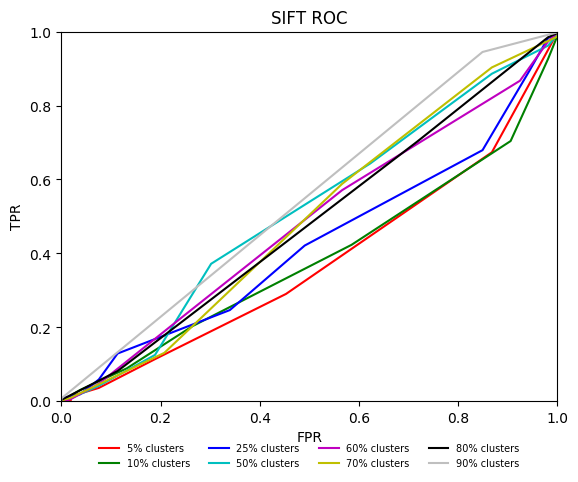 SIFT ROC
1.0
0.8
0.6
0.4
0.2
0.0
TPR
0.0 0.2 0.4 0.6 0.8 1.0
FPR
5% clusters 25% clusters 60% clusters 80% clusters
10% clusters 50% clusters 70% clusters 90% clusters